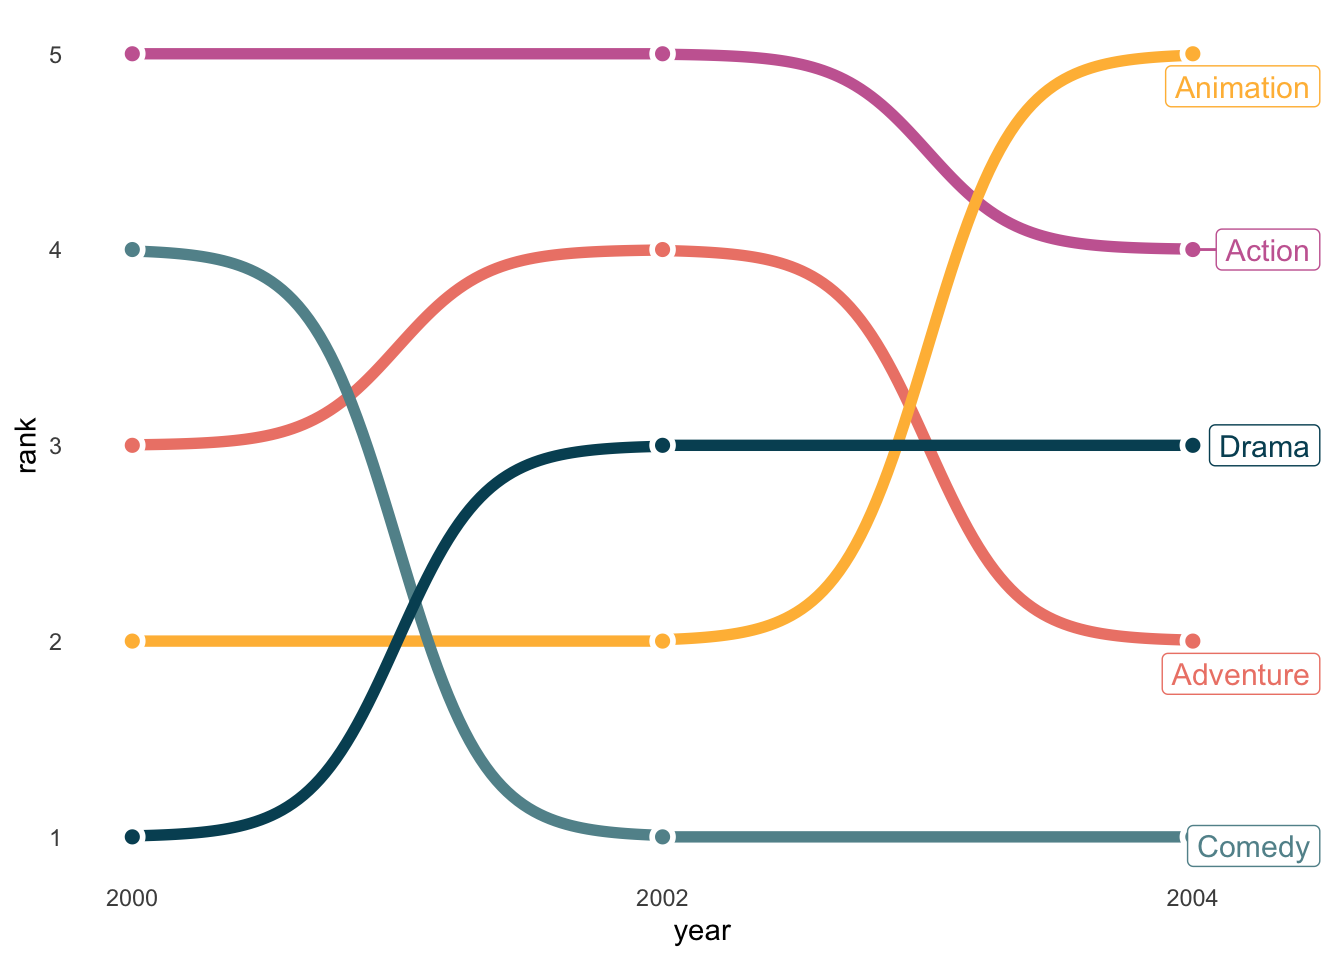 5
Animation
4
Action
3
Drama
rank
2
Adventure
1
Comedy
2000 2002 2004
year